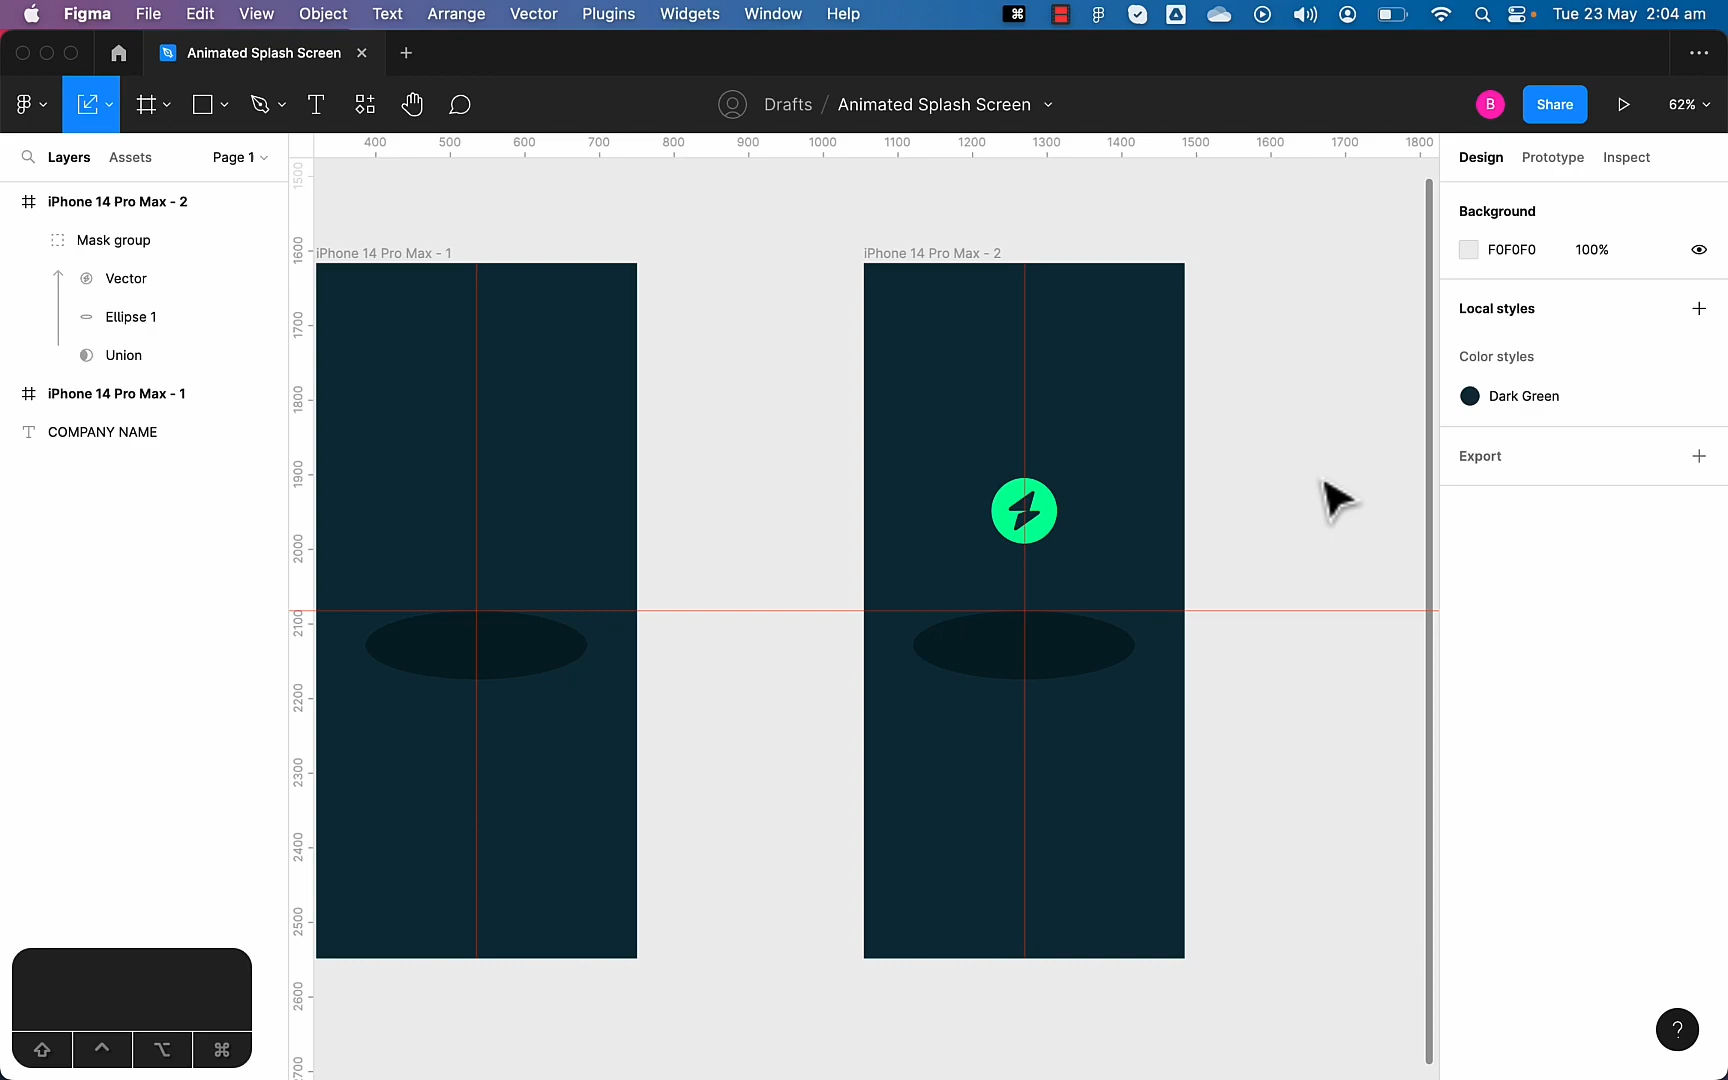 Figma File Edit View Object Text Arrange Vector Plugins Widgets Window Help Tue 23 May 2:04 am
Animated Splash Screen
Drafts / Animated Splash Screen B Share 62%
Layers Assets Page 1
400 500 600 700 800 900 1000 1100 1200 1300 1400 1500 1600 1700 1800
Design Prototype Inspect
iPhone 14 Pro Max - 2
Mask group
Vector
Ellipse 1
Union
iPhone 14 Pro Max - 1
COMPANY NAME
1500
1600
1700
1800
1900
2000
2100
2200
2300
2400
2500
2600
2700
iPhone 14 Pro Max - 1
iPhone 14 Pro Max - 2
Background
F0F0F0 100%
Local styles
Color styles
Dark Green
Export
?